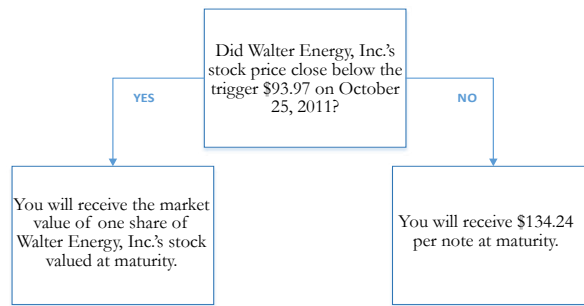 Did Walter Energy, Inc.'s
stock price close below the
trigger $93.97 on October
25, 2011?
YES
NO
You will receive the market
value of one share of
Walter Energy, Inc.'s stock
valued at maturity.
You will receive $134.24
per note at maturity.